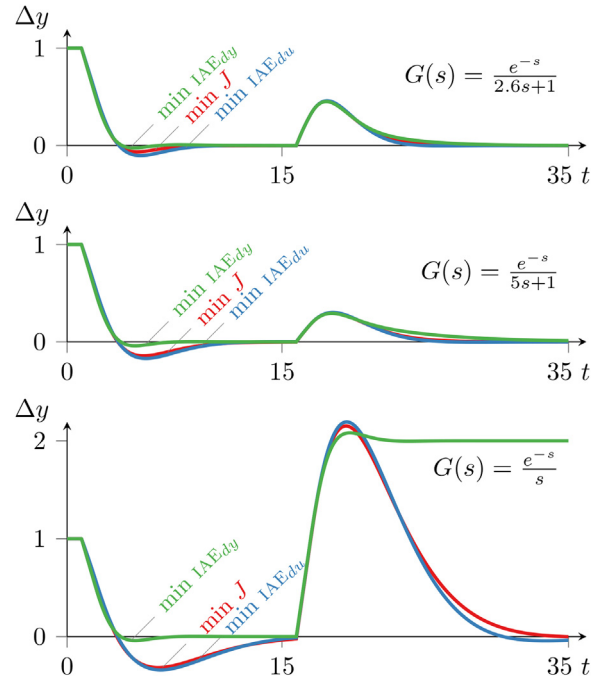 Δy
1
min IAE_dy
min J
min IAE_du
G(s) = e^{-s}/(2.6s+1)
0
0 15 35 t
Δy
1
min IAE_dy
min J
min IAE_du
G(s) = e^{-s}/(5s+1)
0
0 15 35 t
Δy
2
G(s) = e^{-s}/s
1
min IAE_dy
min J
min IAE_du
0
0 15 35 t